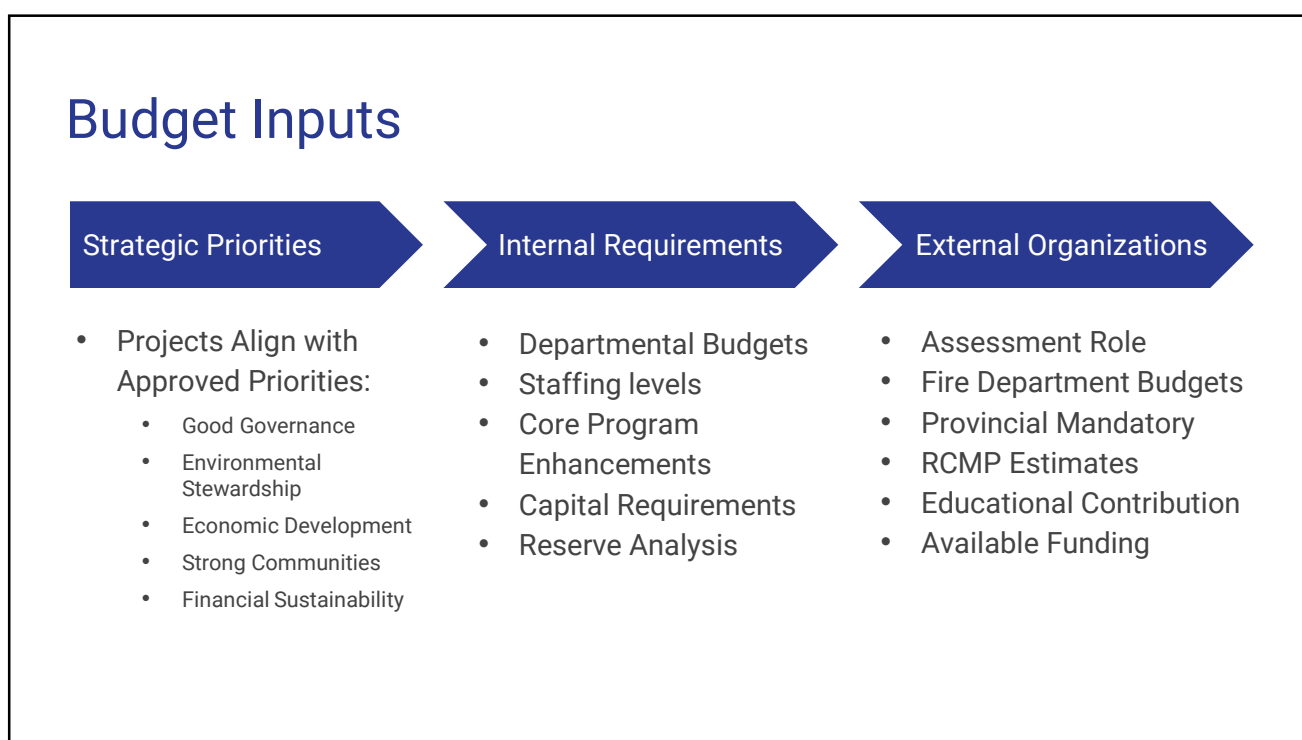 Budget Inputs
Strategic Priorities
• Projects Align with
Approved Priorities:
• Good Governance
• Environmental
Stewardship
• Economic Development
• Strong Communities
• Financial Sustainability
Internal Requirements
• Departmental Budgets
• Staffing levels
• Core Program
Enhancements
• Capital Requirements
• Reserve Analysis
External Organizations
• Assessment Role
• Fire Department Budgets
• Provincial Mandatory
• RCMP Estimates
• Educational Contribution
• Available Funding